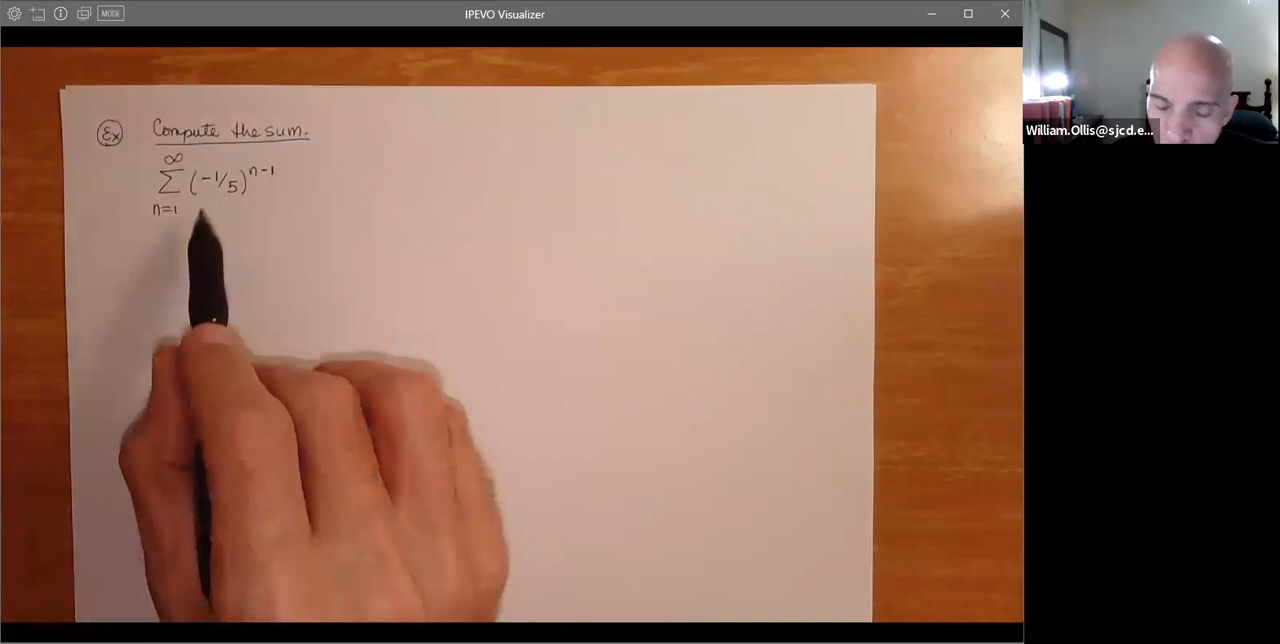 MODE
IPEVO Visualizer
Ex
Compute the sum.
∞
∑ (-1/5)^{n-1}
n=1
William.Ollis@sjcd.e...